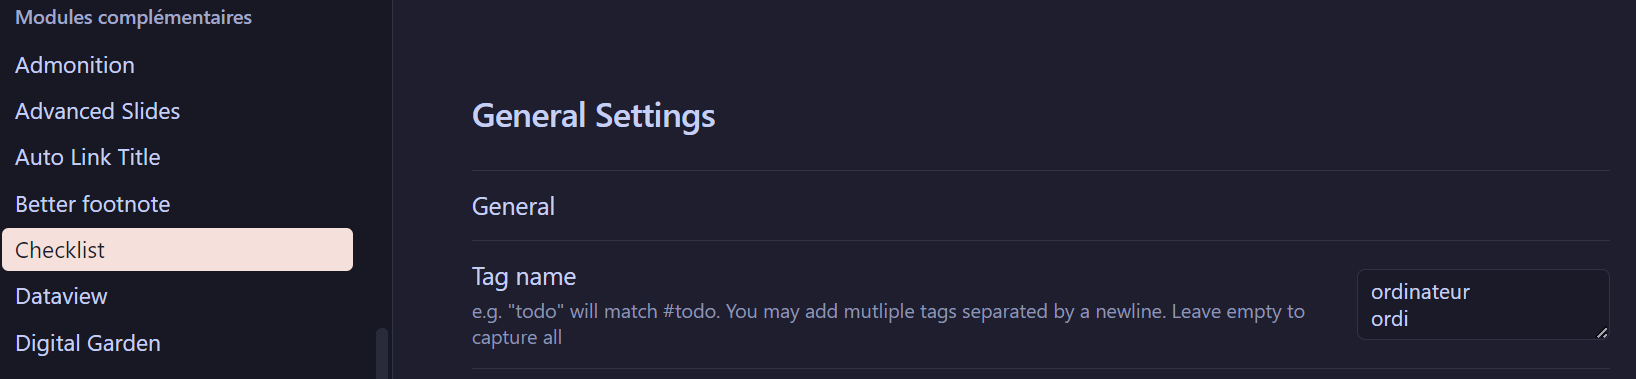 Modules complémentaires
Admonition
Advanced Slides
Auto Link Title
Better footnote
Checklist
Dataview
Digital Garden
General Settings
General
Tag name
e.g. "todo" will match #todo. You may add mutliple tags separated by a newline. Leave empty to
capture all
ordinateur
ordi